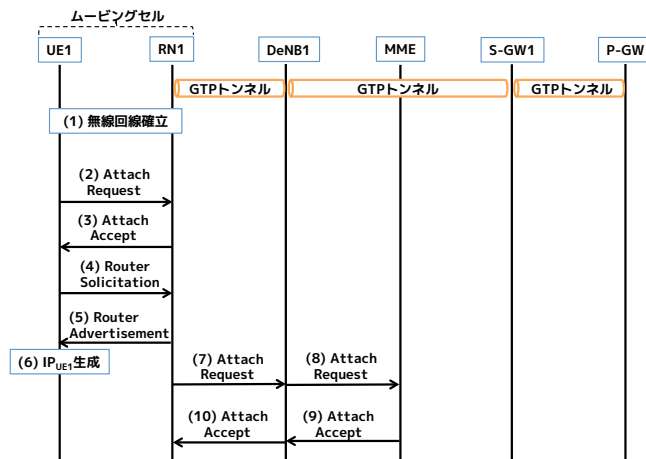 ムービングセル
UE1
RN1
DeNB1
MME
S-GW1
P-GW
GTPトンネル
GTPトンネル
GTPトンネル
(1) 無線回線確立
(2) Attach
Request
(3) Attach
Accept
(4) Router
Solicitation
(5) Router
Advertisement
(6) IPUE1生成
(7) Attach
Request
(8) Attach
Request
(10) Attach
Accept
(9) Attach
Accept